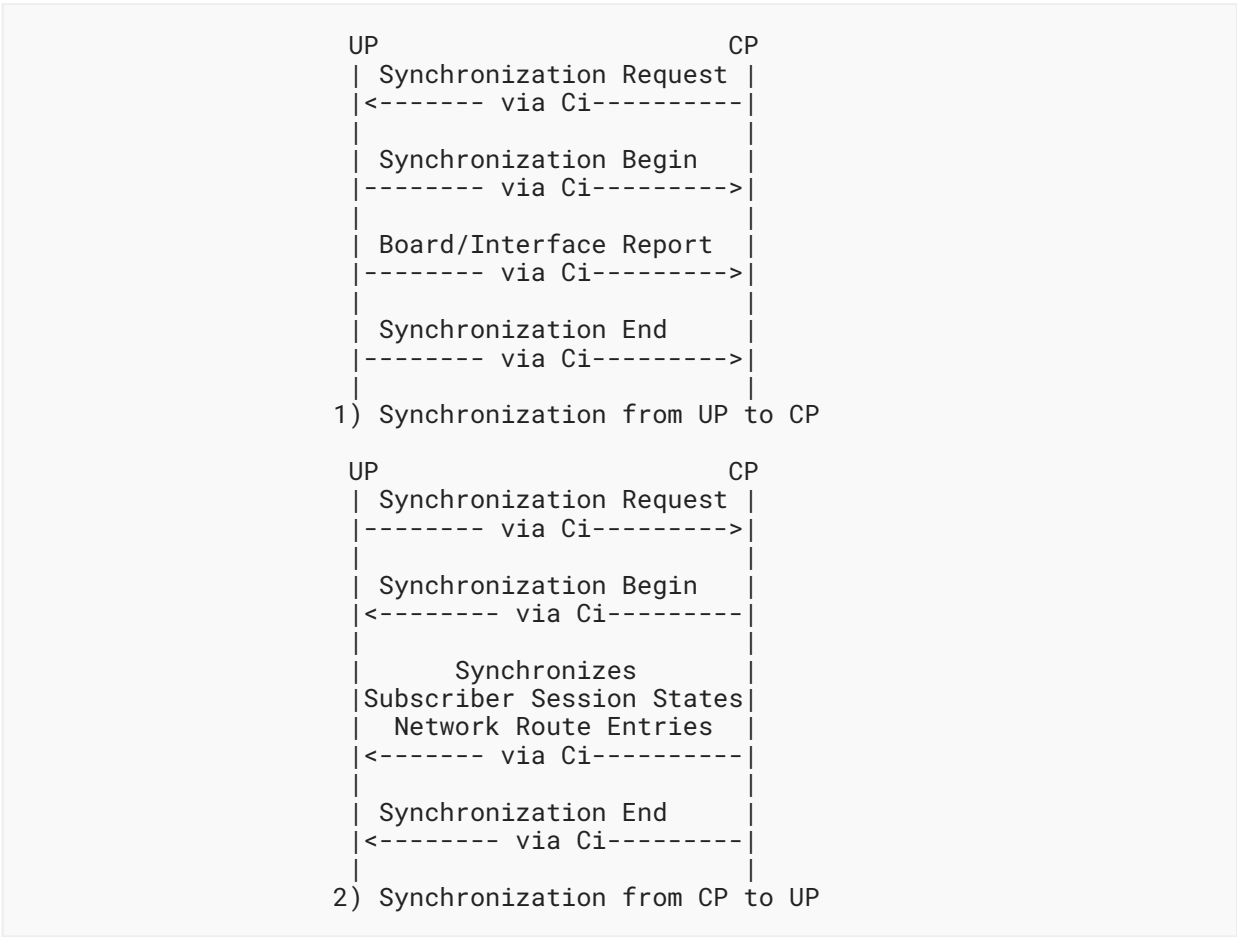 UP                       CP
| Synchronization Request |
|<------- via Ci----------|
|                         |
| Synchronization Begin   |
|-------- via Ci--------->|
|                         |
| Board/Interface Report  |
|-------- via Ci--------->|
|                         |
| Synchronization End     |
|-------- via Ci--------->|
|                         |
1) Synchronization from UP to CP
UP                       CP
| Synchronization Request |
|-------- via Ci--------->|
|                         |
| Synchronization Begin   |
|<-------- via Ci---------|
|                         |
|      Synchronizes       |
|Subscriber Session States|
|  Network Route Entries  |
|<------- via Ci----------|
|                         |
| Synchronization End     |
|<-------- via Ci---------|
|                         |
2) Synchronization from CP to UP